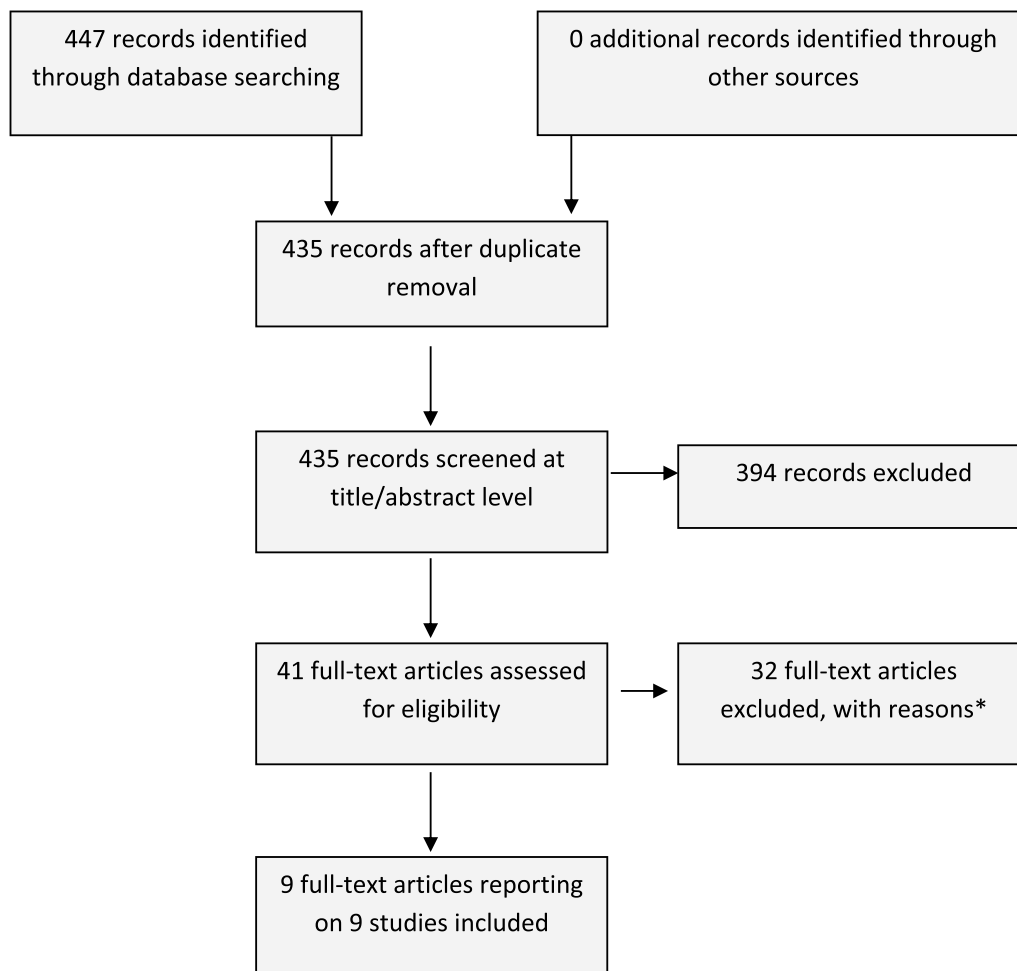 447 records identified
through database searching
0 additional records identified through
other sources
435 records after duplicate
removal
435 records screened at
title/abstract level
394 records excluded
41 full-text articles assessed
for eligibility
32 full-text articles
excluded, with reasons*
9 full-text articles reporting
on 9 studies included